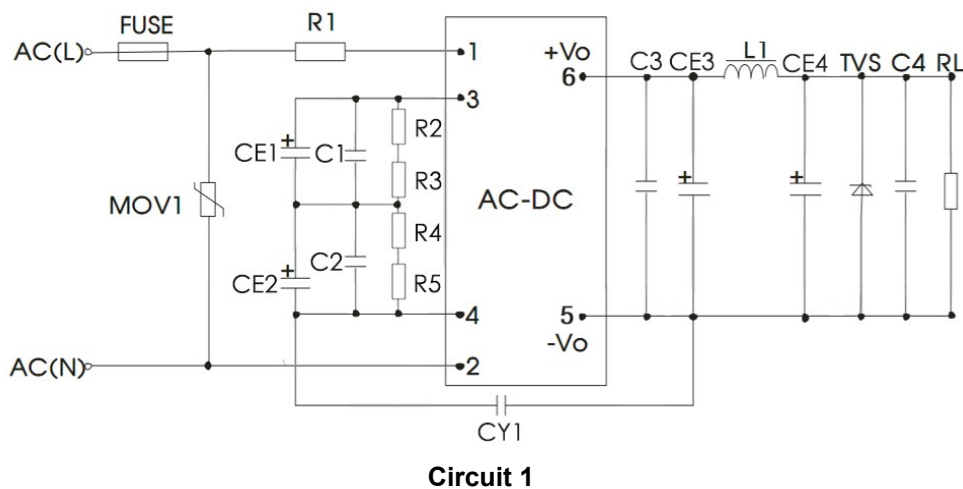 FUSE
R1
AC(L)
1
+Vo
6
C3
CE3
L1
CE4
TVS
C4
RL
3
+
CE1
C1
R2
R3
MOV1
AC-DC
+
+
R4
+
CE2
C2
R5
4
5
-Vo
AC(N)
2
CY1
Circuit 1